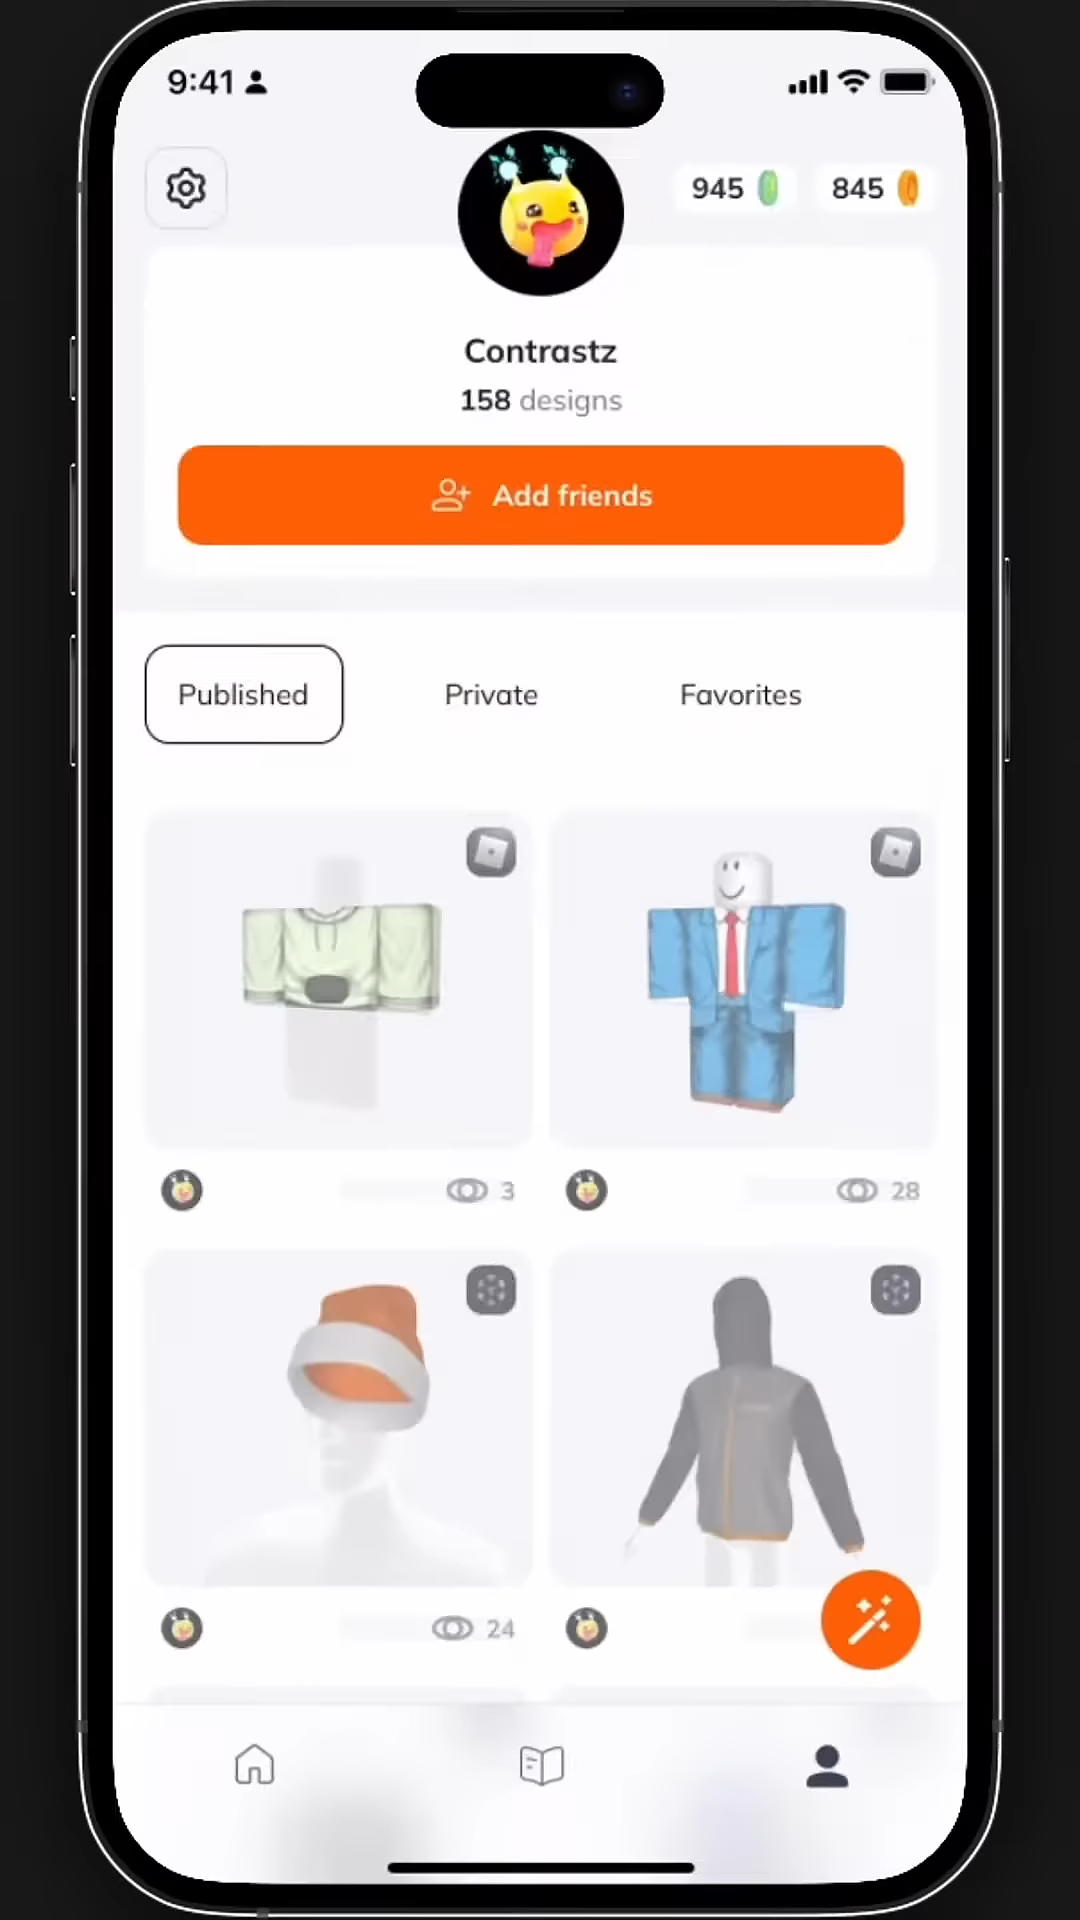 9:41
945
845
Contrastz
158 designs
Add friends
Published
Private
Favorites
3
28
24